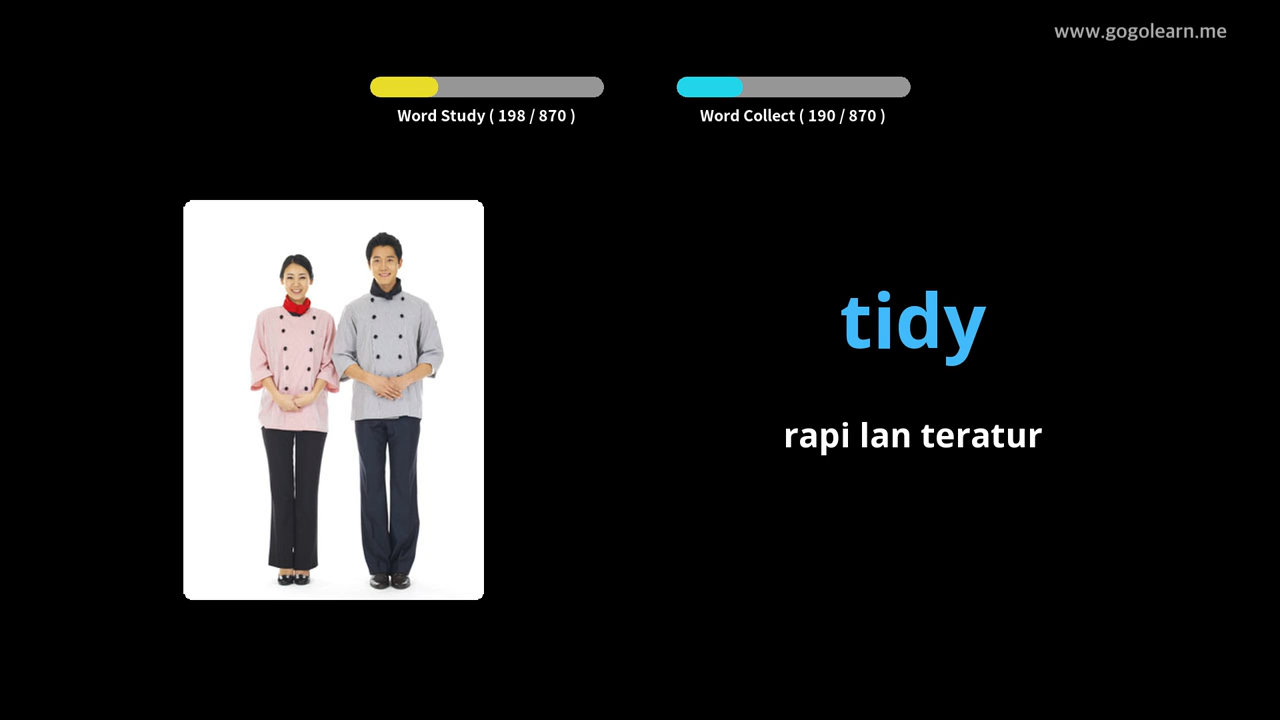 www.gogolearn.me
Word Study ( 198 / 870 )
Word Collect ( 190 / 870 )
tidy
rapi lan teratur